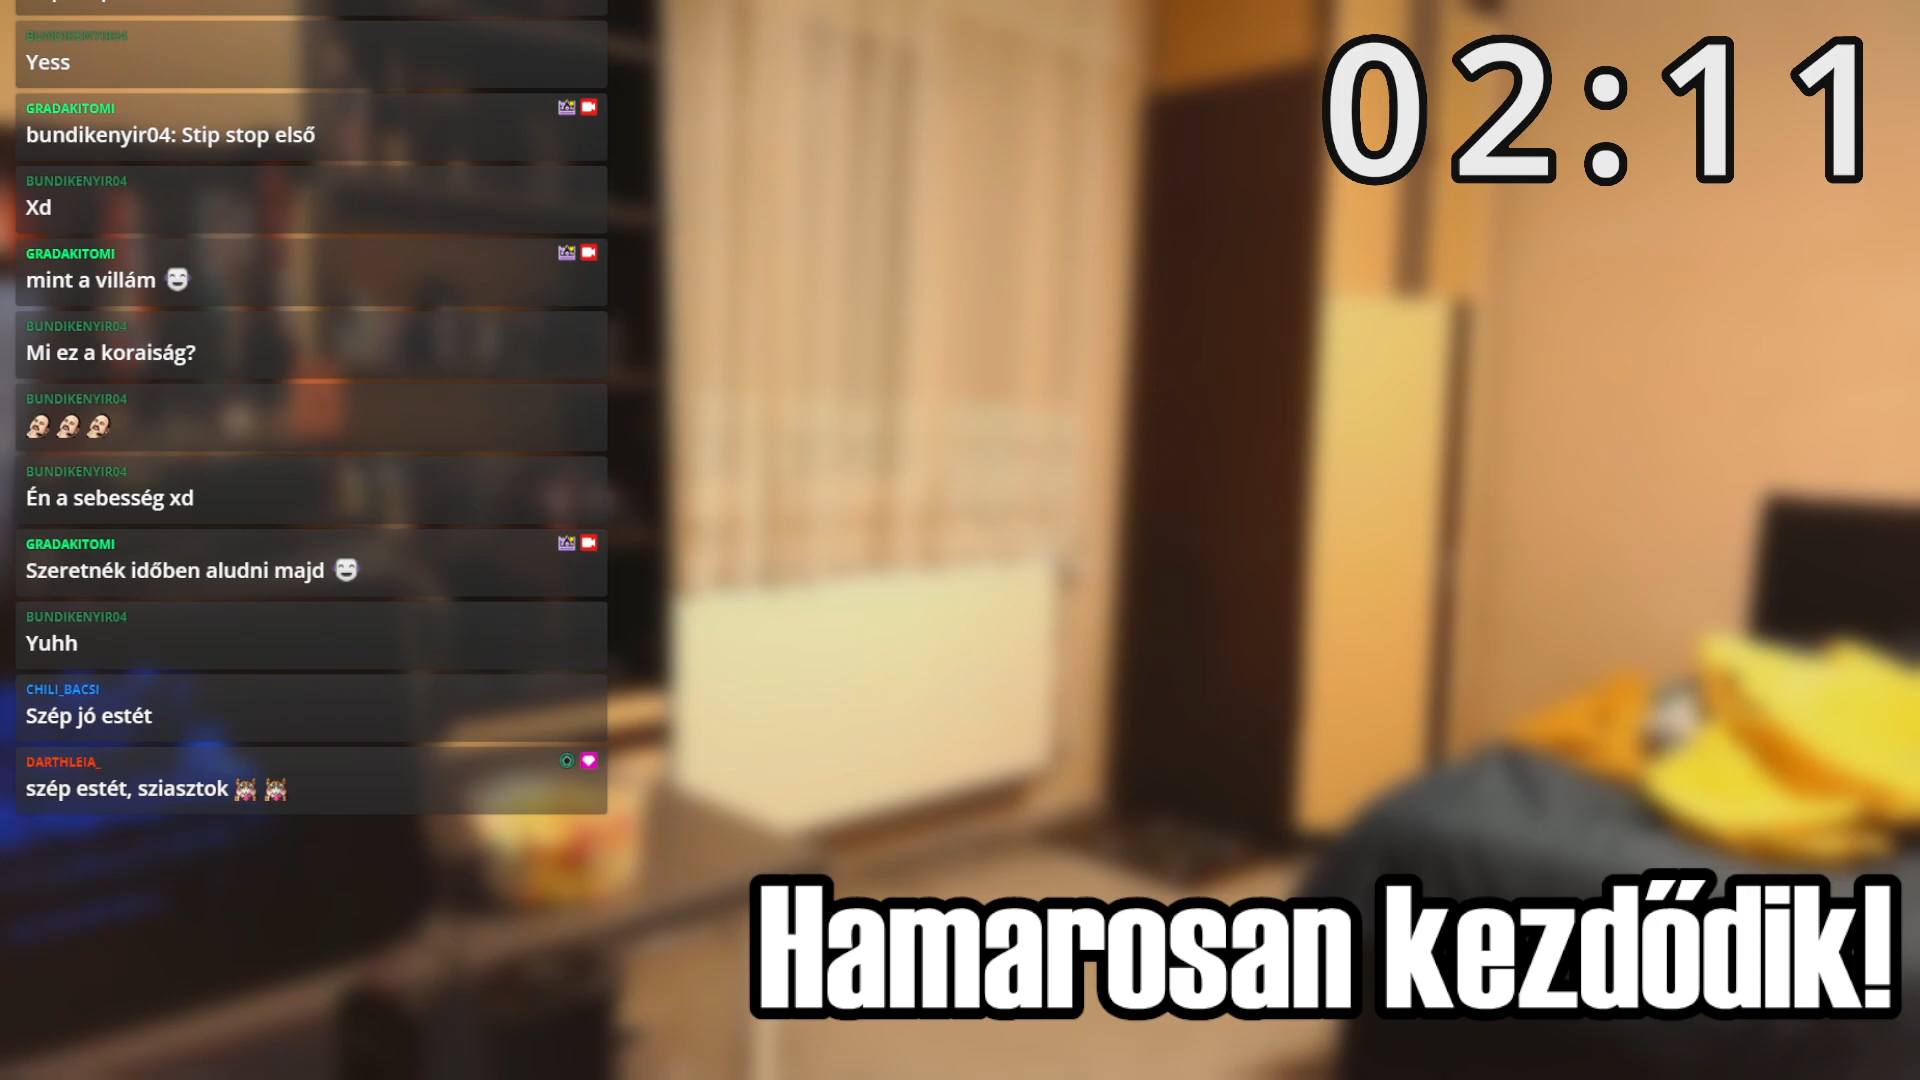 BUNDIKENYIR04
Yess
GRADAKITOMI
bundikenyir04: Stip stop első
BUNDIKENYIR04
Xd
GRADAKITOMI
mint a villám
BUNDIKENYIR04
Mi ez a koraiság?
BUNDIKENYIR04
BUNDIKENYIR04
Én a sebesség xd
GRADAKITOMI
Szeretnék időben aludni majd
BUNDIKENYIR04
Yuhh
CHILI_BACSI
Szép jó estét
DARTHLEIA_
szép estét, sziasztok
02:11
Hamarosan kezdődik!